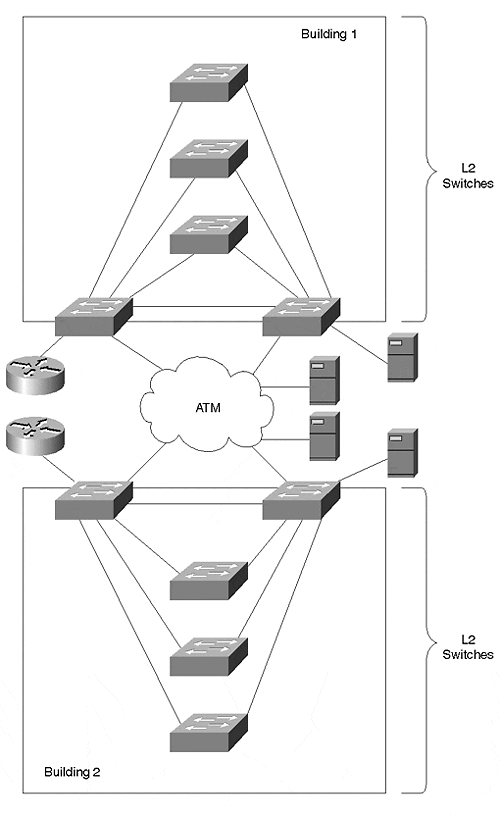 Building 1
L2
Switches
ATM
L2
Switches
Building 2